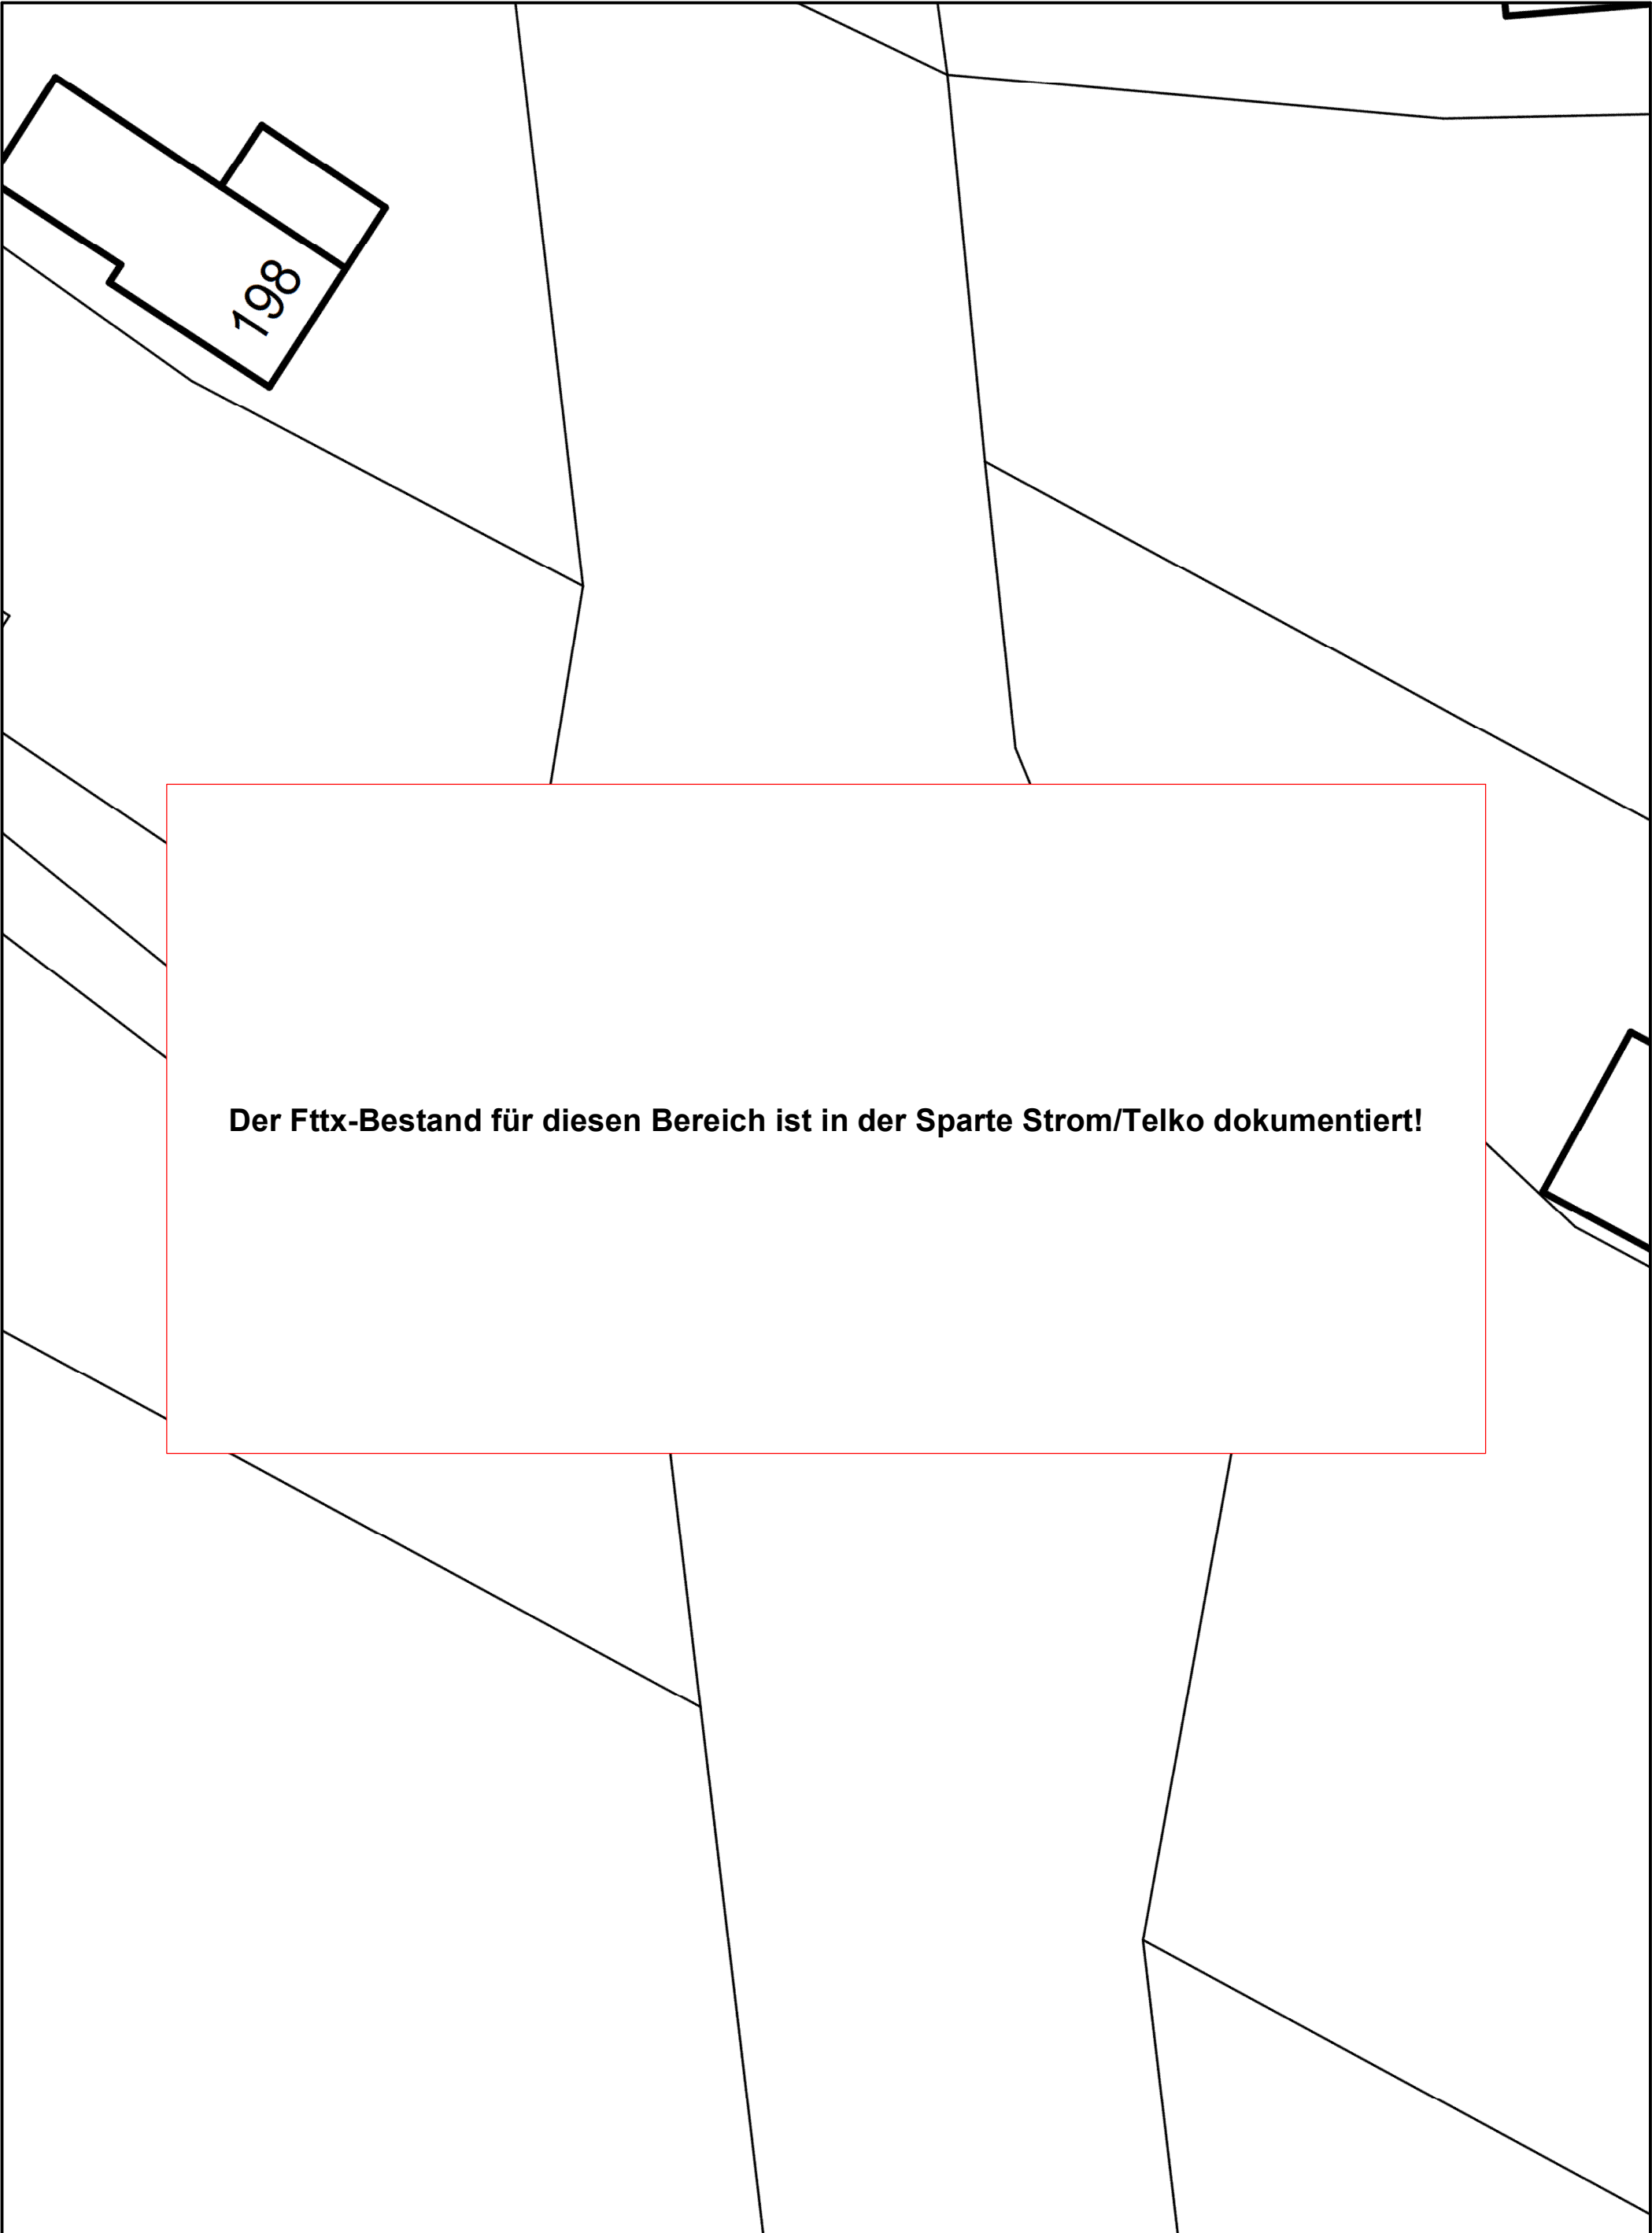 198
Der Fttx-Bestand für diesen Bereich ist in der Sparte Strom/Telko dokumentiert!